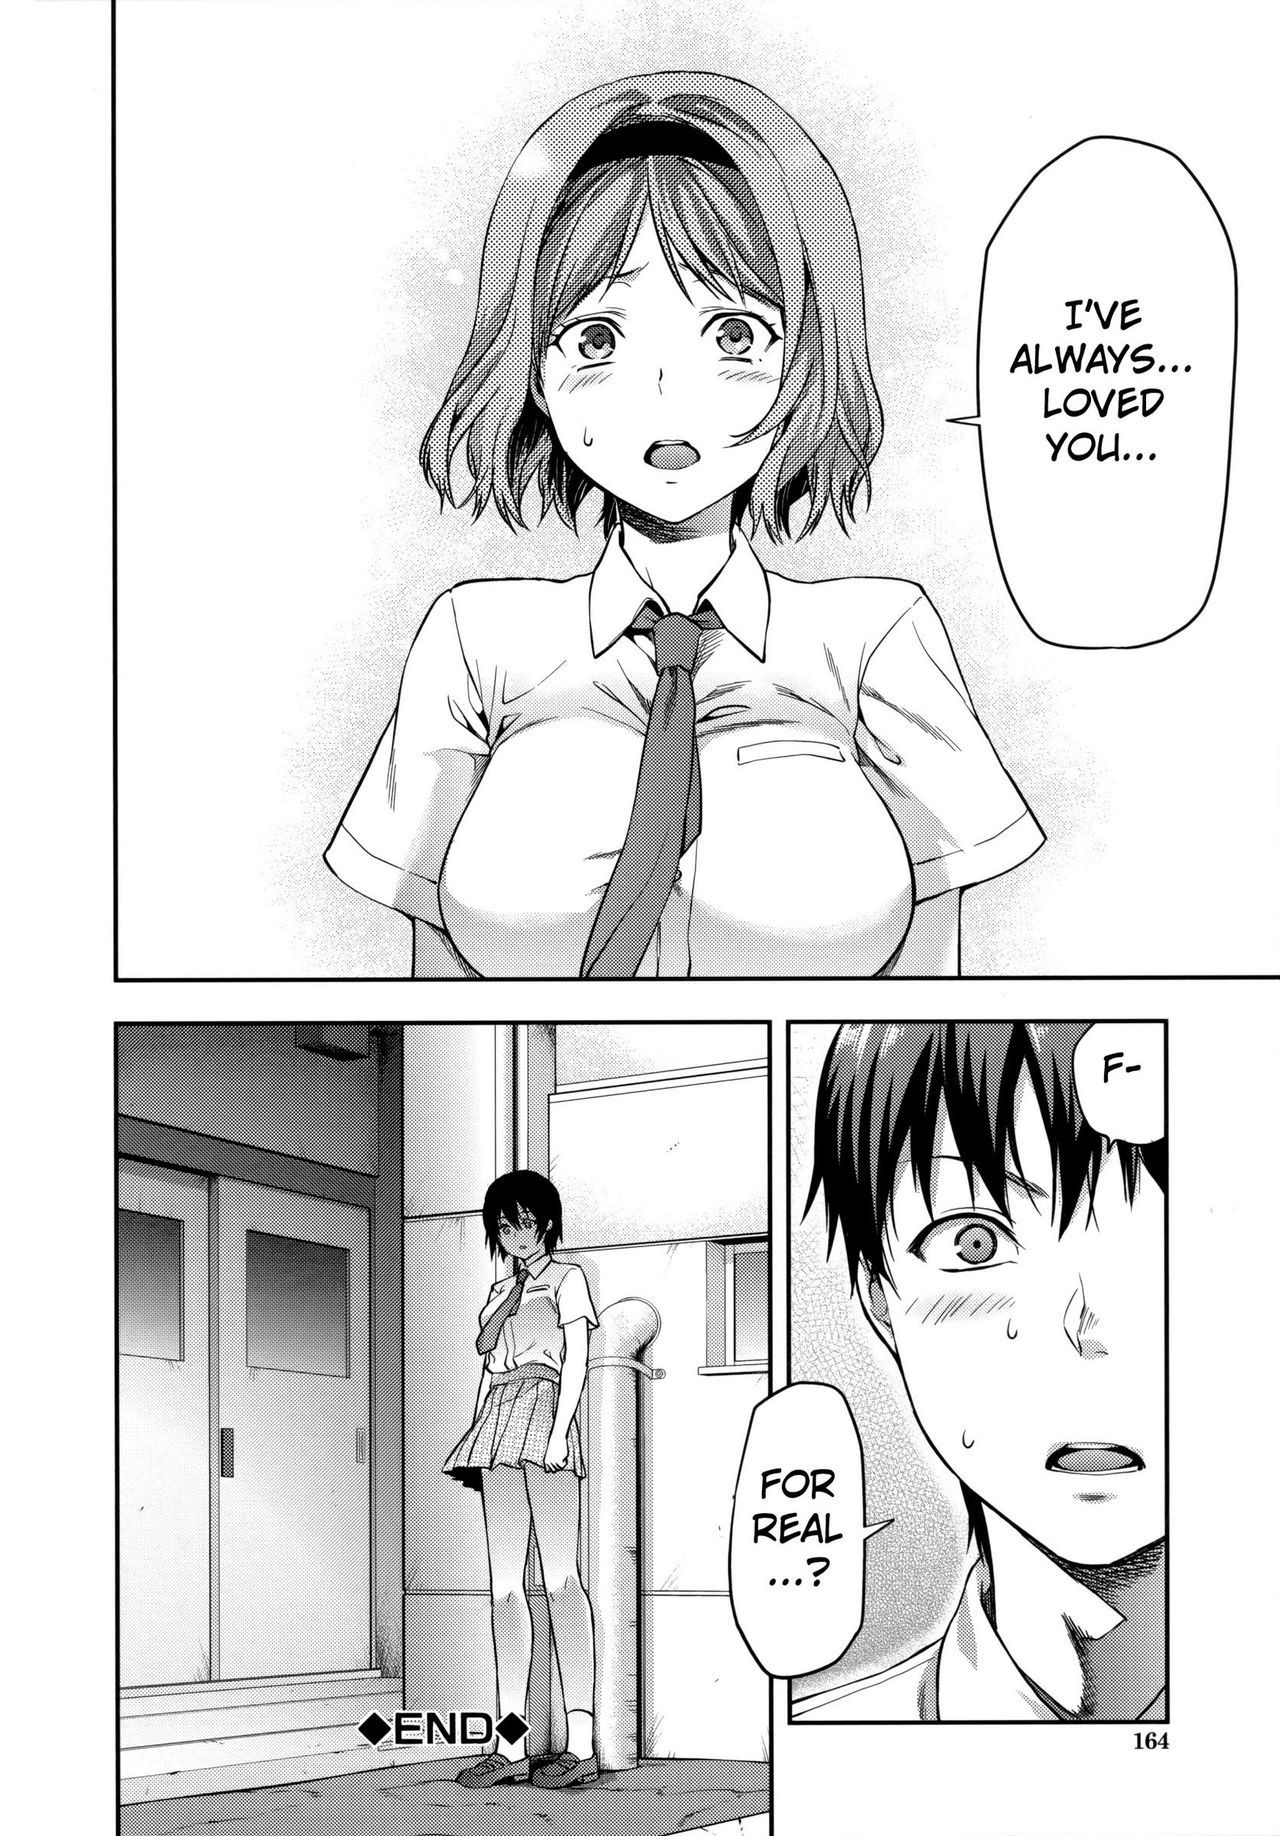 I'VE
ALWAYS...
LOVED
YOU...
F-
FOR
REAL
...?
◆END◆
164